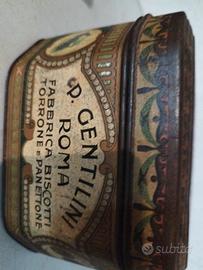 P. GENTILINI
ROMA
FABBRICA BISCOTTI
TORRONE E PANETTONE
subito